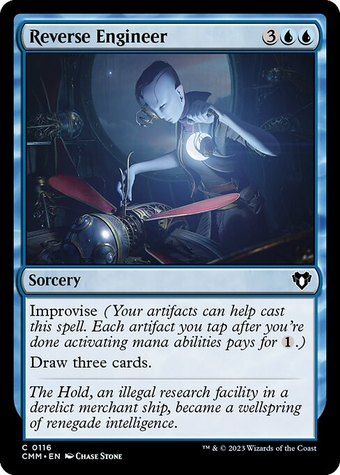 Reverse Engineer 3
Sorcery
Improvise (Your artifacts can help cast
this spell. Each artifact you tap after you're
done activating mana abilities pays for 1.)
Draw three cards.
The Hold, an illegal research facility in a
derelict merchant ship, became a wellspring
of renegade intelligence.
C 0116
CMM • EN Chase Stone
™ & © 2023 Wizards of the Coast